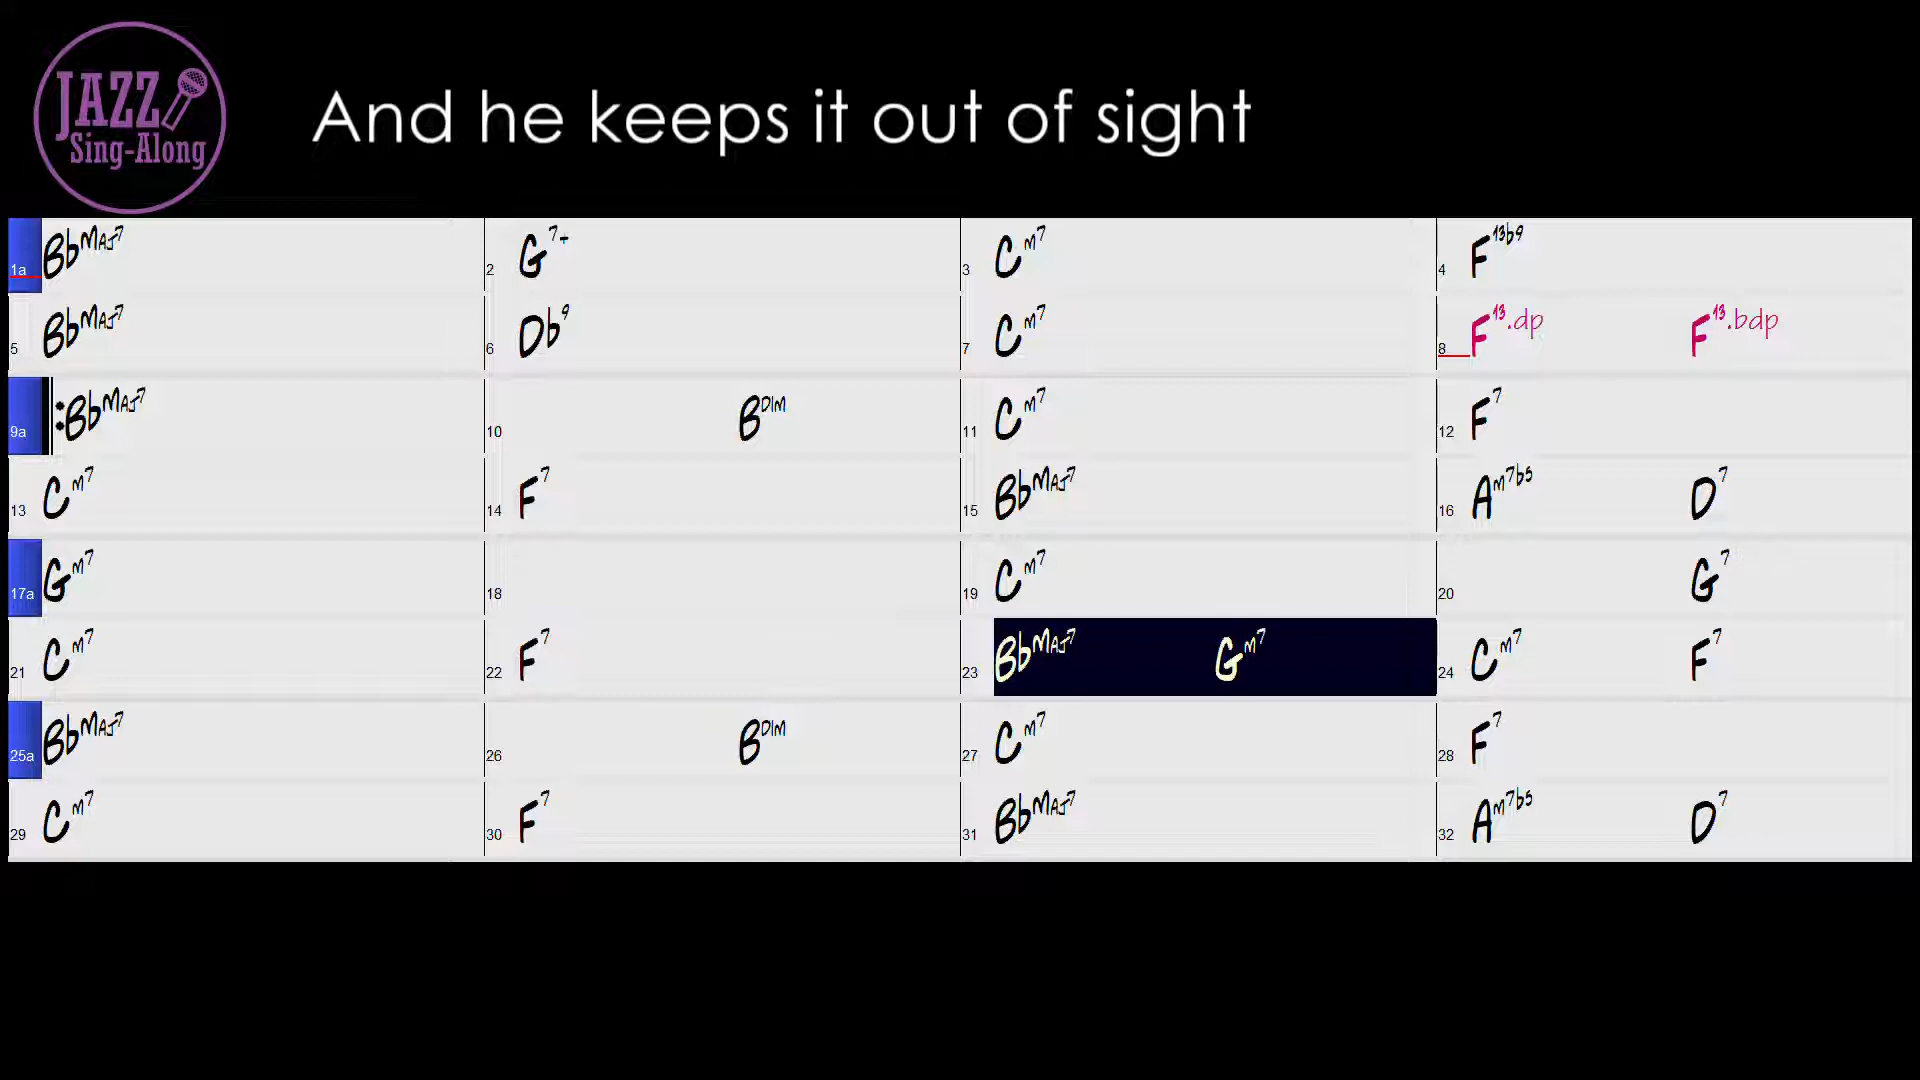 JAZZ
Sing-Along
And he keeps it out of sight
1a BbMAJ7 2 G7+ 3 Cm7 4 F13b9
5 BbMAJ7 6 Db9 7 Cm7 8 F13.dp F13.bdp
9a BbMAJ7 10 BDIM 11 Cm7 12 F7
13 Cm7 14 F7 15 BbMAJ7 16 Am7b5 D7
17a Gm7 18 19 Cm7 20 G7
21 Cm7 22 F7 23 BbMAJ7 Gm7 24 Cm7 F7
25a BbMAJ7 26 BDIM 27 Cm7 28 F7
29 Cm7 30 F7 31 BbMAJ7 32 Am7b5 D7